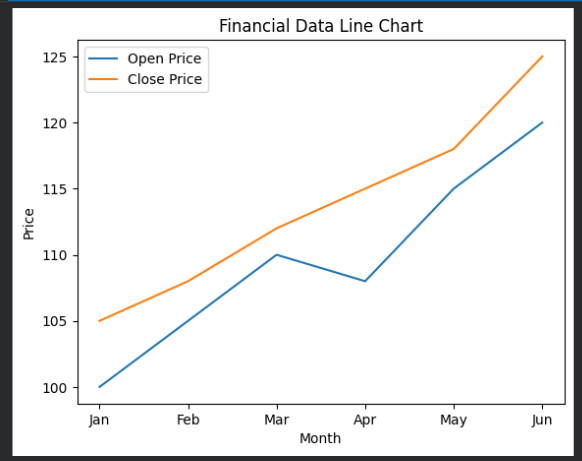 Financial Data Line Chart
Open Price
Close Price
125
120
115
110
105
100
Price
Jan Feb Mar Apr May Jun
Month